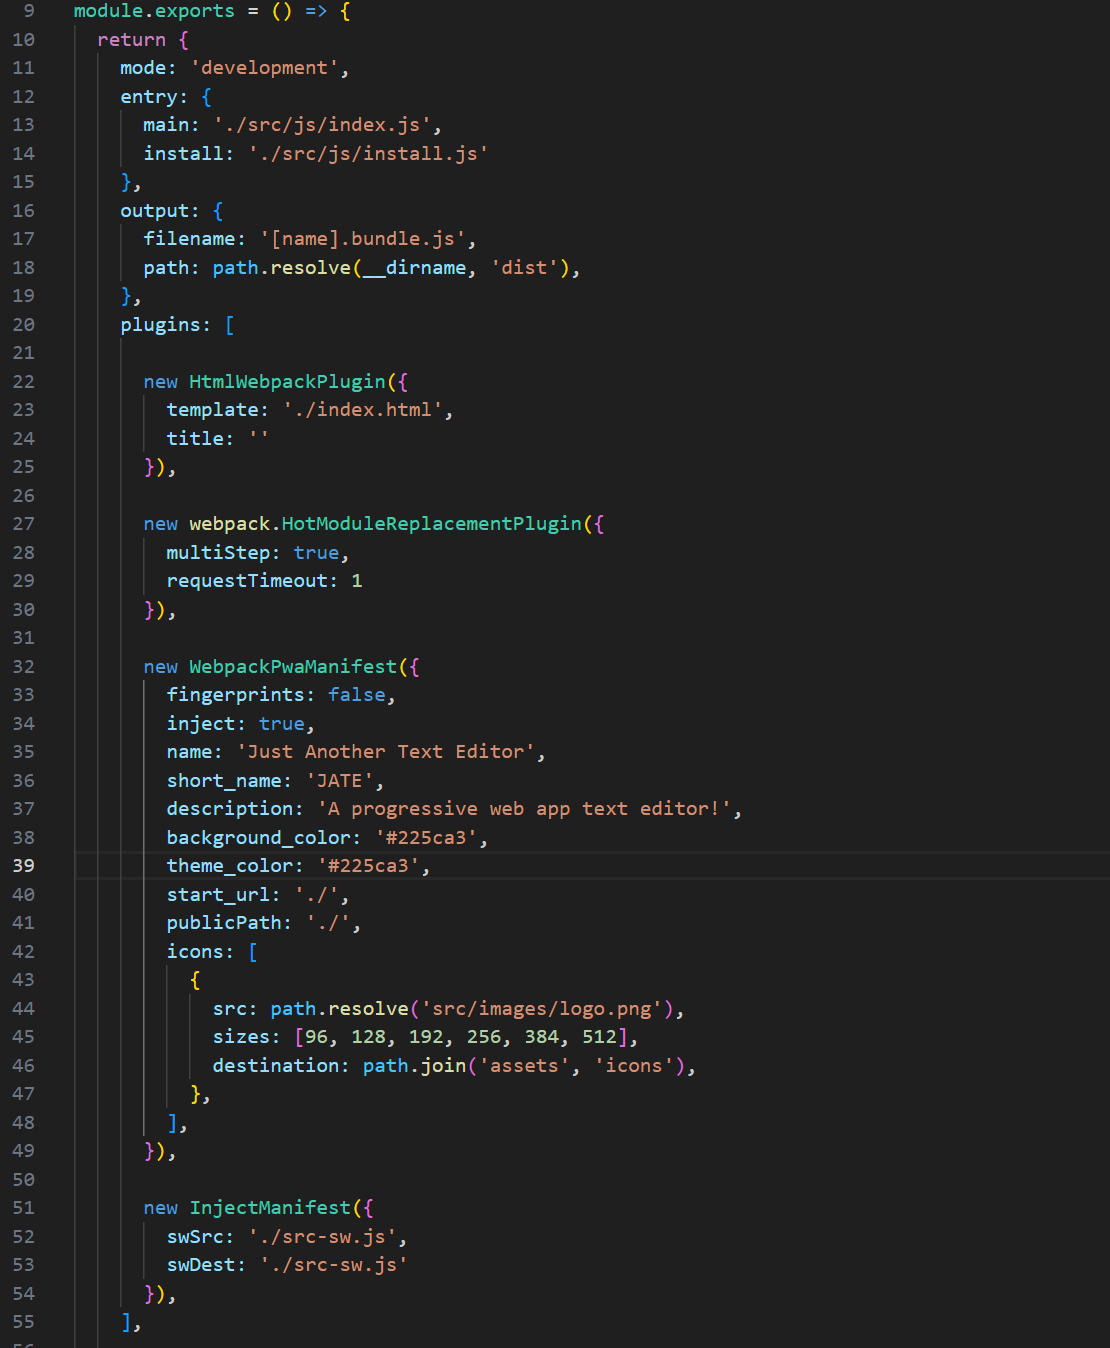 9 module.exports = () => {
10 return {
11 mode: 'development',
12 entry: {
13 main: './src/js/index.js',
14 install: './src/js/install.js'
15 },
16 output: {
17 filename: '[name].bundle.js',
18 path: path.resolve(__dirname, 'dist'),
19 },
20 plugins: [
21
22 new HtmlWebpackPlugin({
23 template: './index.html',
24 title: ''
25 }),
26
27 new webpack.HotModuleReplacementPlugin({
28 multiStep: true,
29 requestTimeout: 1
30 }),
31
32 new WebpackPwaManifest({
33 fingerprints: false,
34 inject: true,
35 name: 'Just Another Text Editor',
36 short_name: 'JATE',
37 description: 'A progressive web app text editor!',
38 background_color: '#225ca3',
39 theme_color: '#225ca3',
40 start_url: './',
41 publicPath: './',
42 icons: [
43 {
44 src: path.resolve('src/images/logo.png'),
45 sizes: [96, 128, 192, 256, 384, 512],
46 destination: path.join('assets', 'icons'),
47 },
48 ],
49 }),
50
51 new InjectManifest({
52 swSrc: './src-sw.js',
53 swDest: './src-sw.js'
54 }),
55 ],